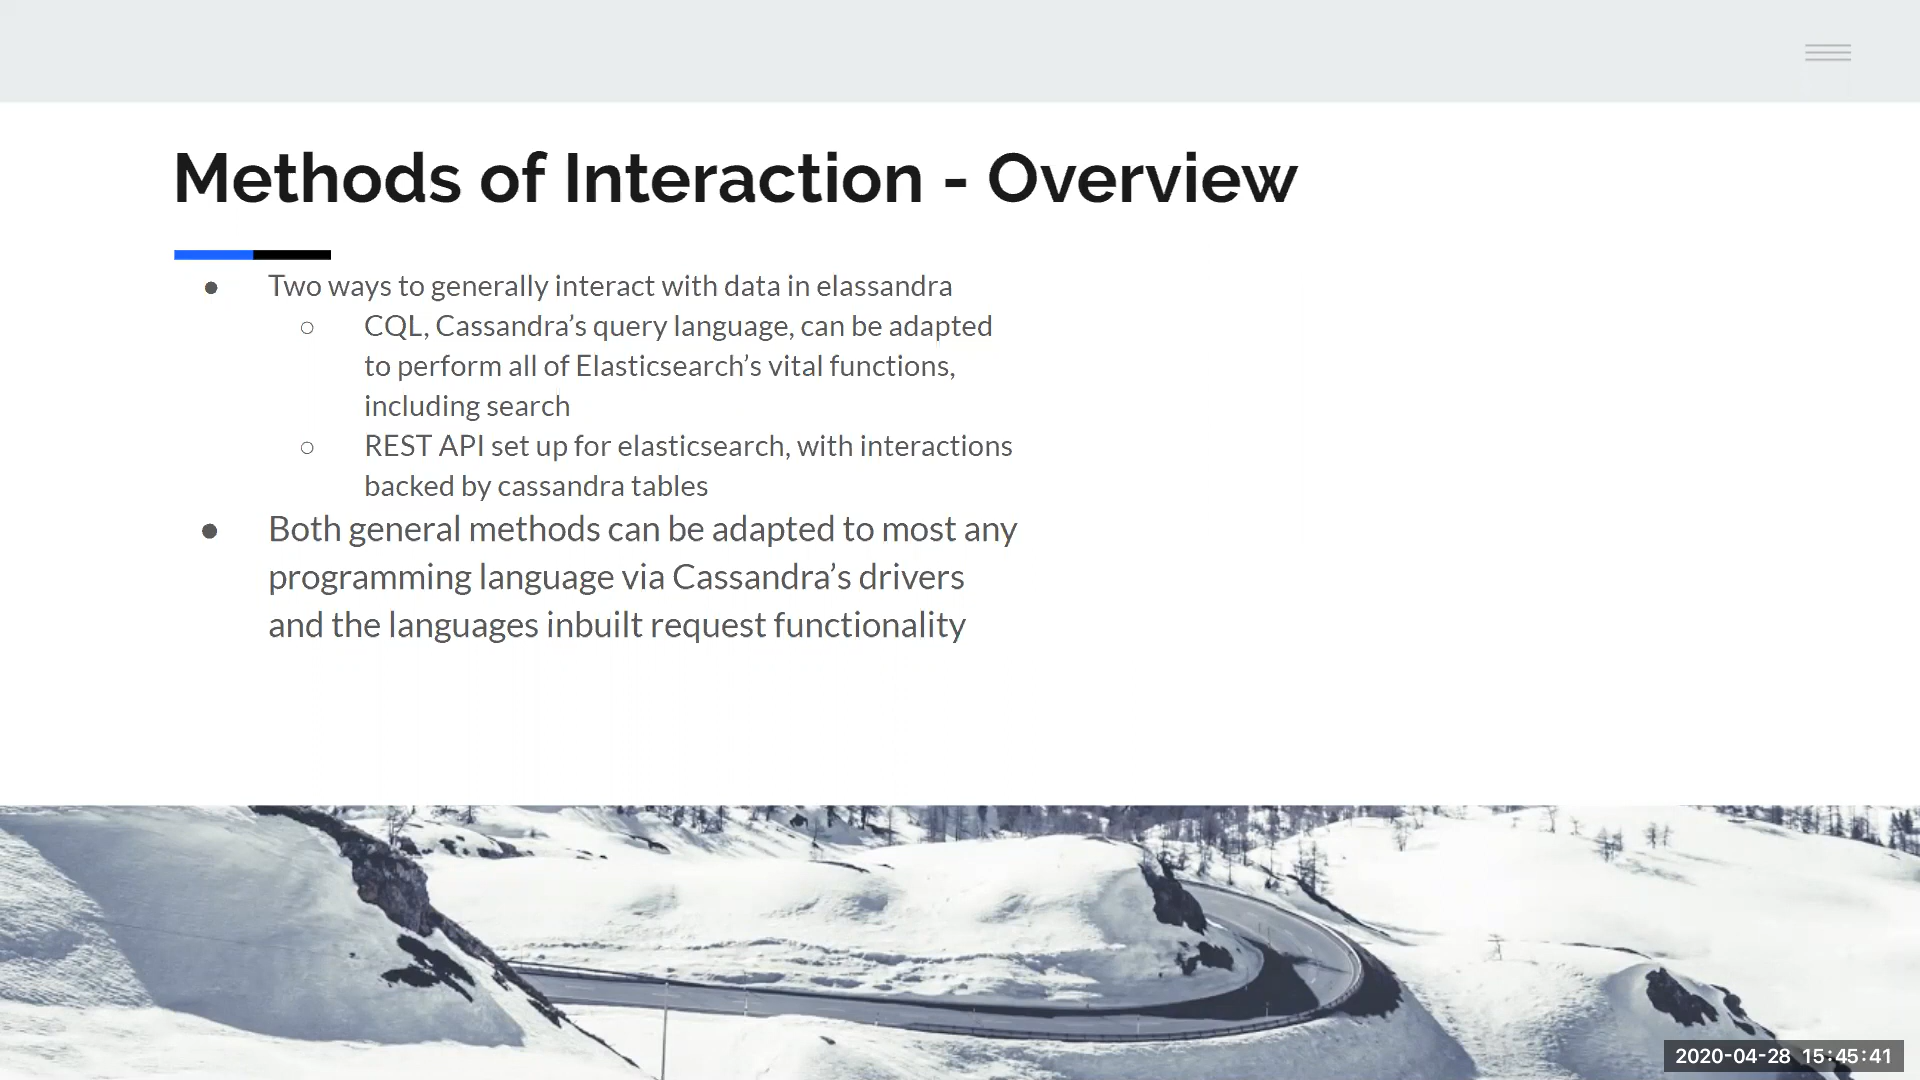 Methods of Interaction - Overview
● Two ways to generally interact with data in elassandra
○ CQL, Cassandra’s query language, can be adapted
to perform all of Elasticsearch’s vital functions,
including search
○ REST API set up for elasticsearch, with interactions
backed by cassandra tables
● Both general methods can be adapted to most any
programming language via Cassandra’s drivers
and the languages inbuilt request functionality
2020-04-28 15:45:41